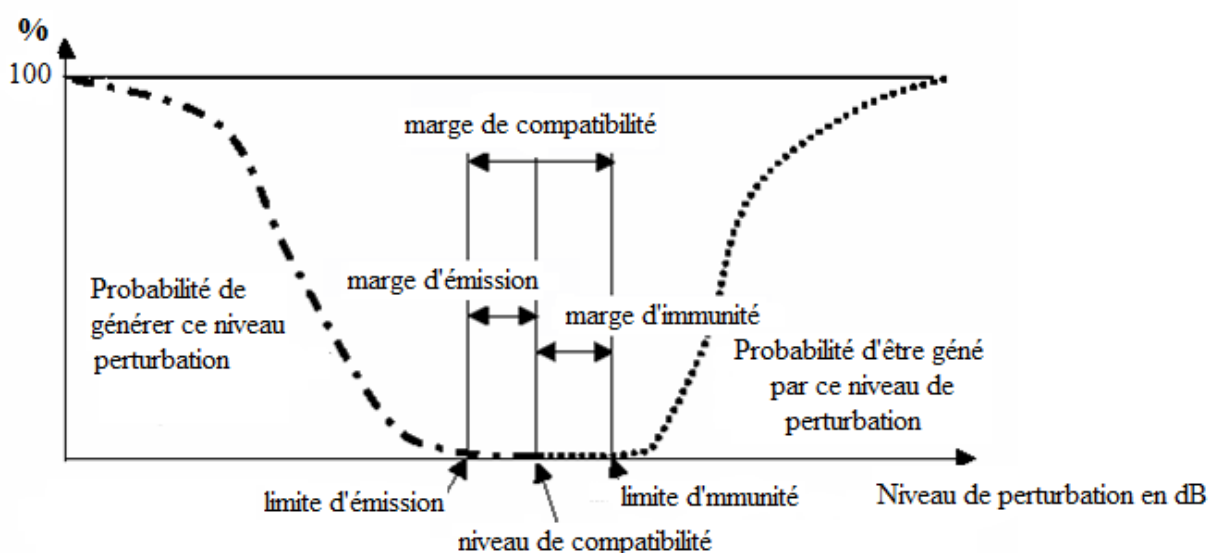 %
100
marge de compatibilité
marge d'émission
Probabilité de
générer ce niveau
perturbation
marge d'immunité
Probabilité d'être géné
par ce niveau de
perturbation
limite d'émission
limite d'mmunité
Niveau de perturbation en dB
niveau de compatibilité